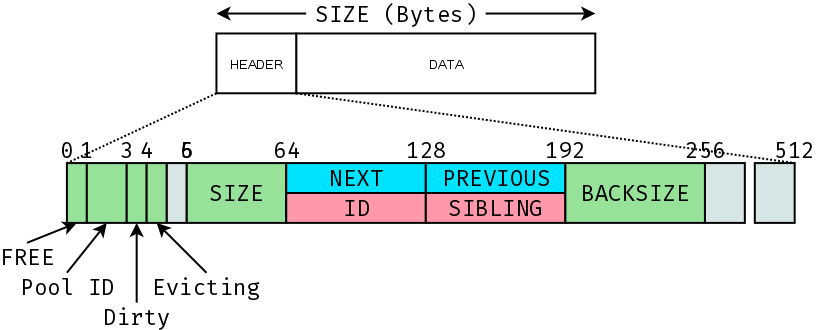 SIZE (Bytes)
HEADER DATA
0 1 3 4 6 64 128 192 256 512
SIZE NEXT PREVIOUS BACKSIZE
ID SIBLING
FREE
Pool ID Evicting
Dirty